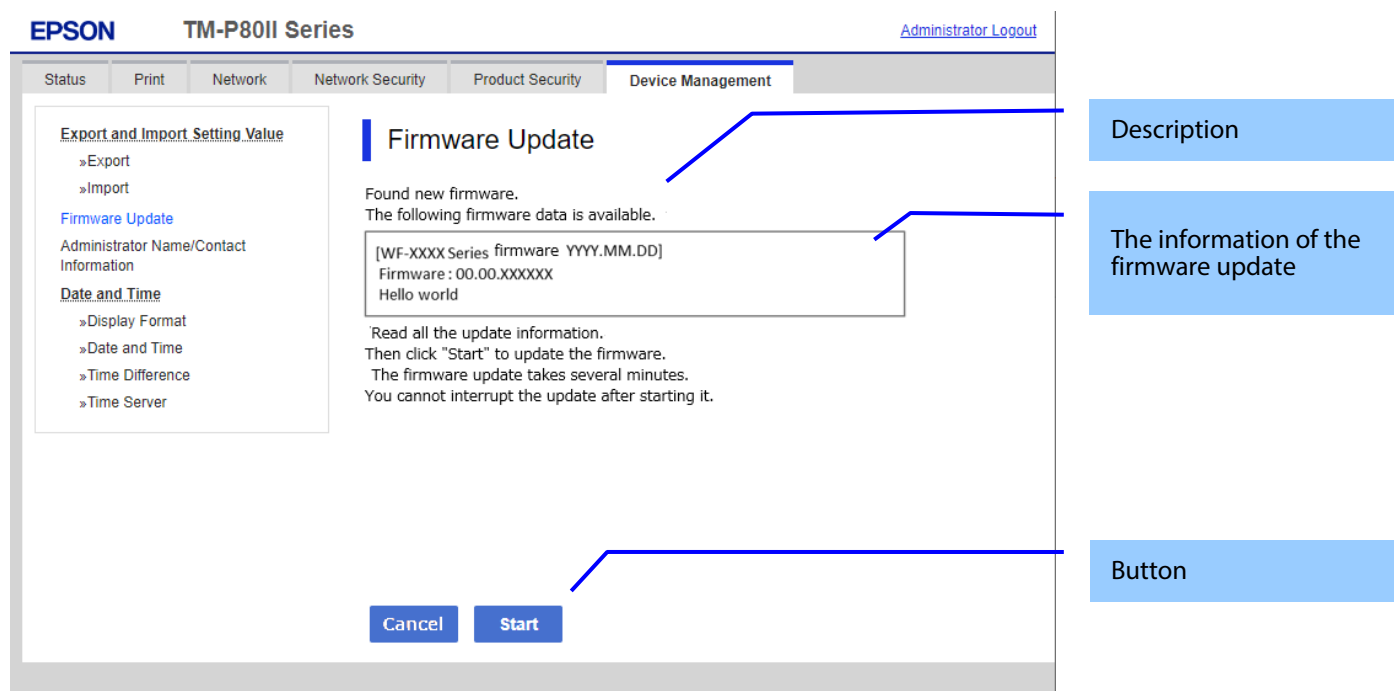 EPSON TM-P80II Series Administrator Logout
Status Print Network Network Security Product Security Device Management
Export and Import Setting Value
»Export
»Import
Firmware Update
Administrator Name/Contact
Information
Date and Time
»Display Format
»Date and Time
»Time Difference
»Time Server
Firmware Update
Found new firmware.
The following firmware data is available.
[WF-XXXX Series firmware YYYY.MM.DD]
Firmware : 00.00.XXXXXX
Hello world
Read all the update information.
Then click "Start" to update the firmware.
The firmware update takes several minutes.
You cannot interrupt the update after starting it.
Cancel Start
Description
The information of the
firmware update
Button